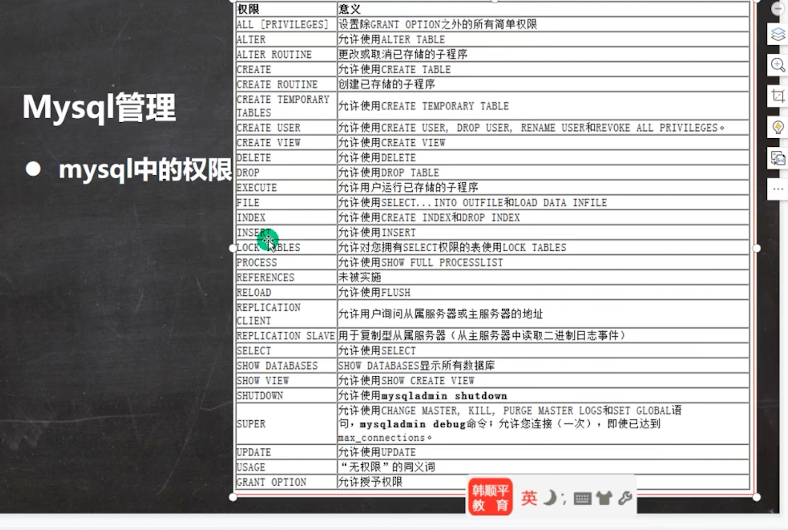 Mysql管理
● mysql中的权限
权限 意义
ALL [PRIVILEGES] 设置除GRANT OPTION之外的所有简单权限
ALTER 允许使用ALTER TABLE
ALTER ROUTINE 更改或取消已存储的子程序
CREATE 允许使用CREATE TABLE
CREATE ROUTINE 创建已存储的子程序
CREATE TEMPORARY
TABLES 允许使用CREATE TEMPORARY TABLE
CREATE USER 允许使用CREATE USER, DROP USER, RENAME USER和REVOKE ALL PRIVILEGES。
CREATE VIEW 允许使用CREATE VIEW
DELETE 允许使用DELETE
DROP 允许使用DROP TABLE
EXECUTE 允许用户运行已存储的子程序
FILE 允许使用SELECT...INTO OUTFILE和LOAD DATA INFILE
INDEX 允许使用CREATE INDEX和DROP INDEX
INSERT 允许使用INSERT
LOCK TABLES 允许对您拥有SELECT权限的表使用LOCK TABLES
PROCESS 允许使用SHOW FULL PROCESSLIST
REFERENCES 未被实施
RELOAD 允许使用FLUSH
REPLICATION
CLIENT 允许用户询问从属服务器或主服务器的地址
REPLICATION SLAVE 用于复制型从属服务器（从主服务器中读取二进制日志事件）
SELECT 允许使用SELECT
SHOW DATABASES SHOW DATABASES显示所有数据库
SHOW VIEW 允许使用SHOW CREATE VIEW
SHUTDOWN 允许使用mysqladmin shutdown
SUPER 允许使用CHANGE MASTER, KILL, PURGE MASTER LOGS和SET GLOBAL语
句，mysqladmin debug命令；允许您连接（一次），即使已达到
max_connections。
UPDATE 允许使用UPDATE
USAGE “无权限”的同义词
GRANT OPTION 允许授予权限
韩顺平
教育
英